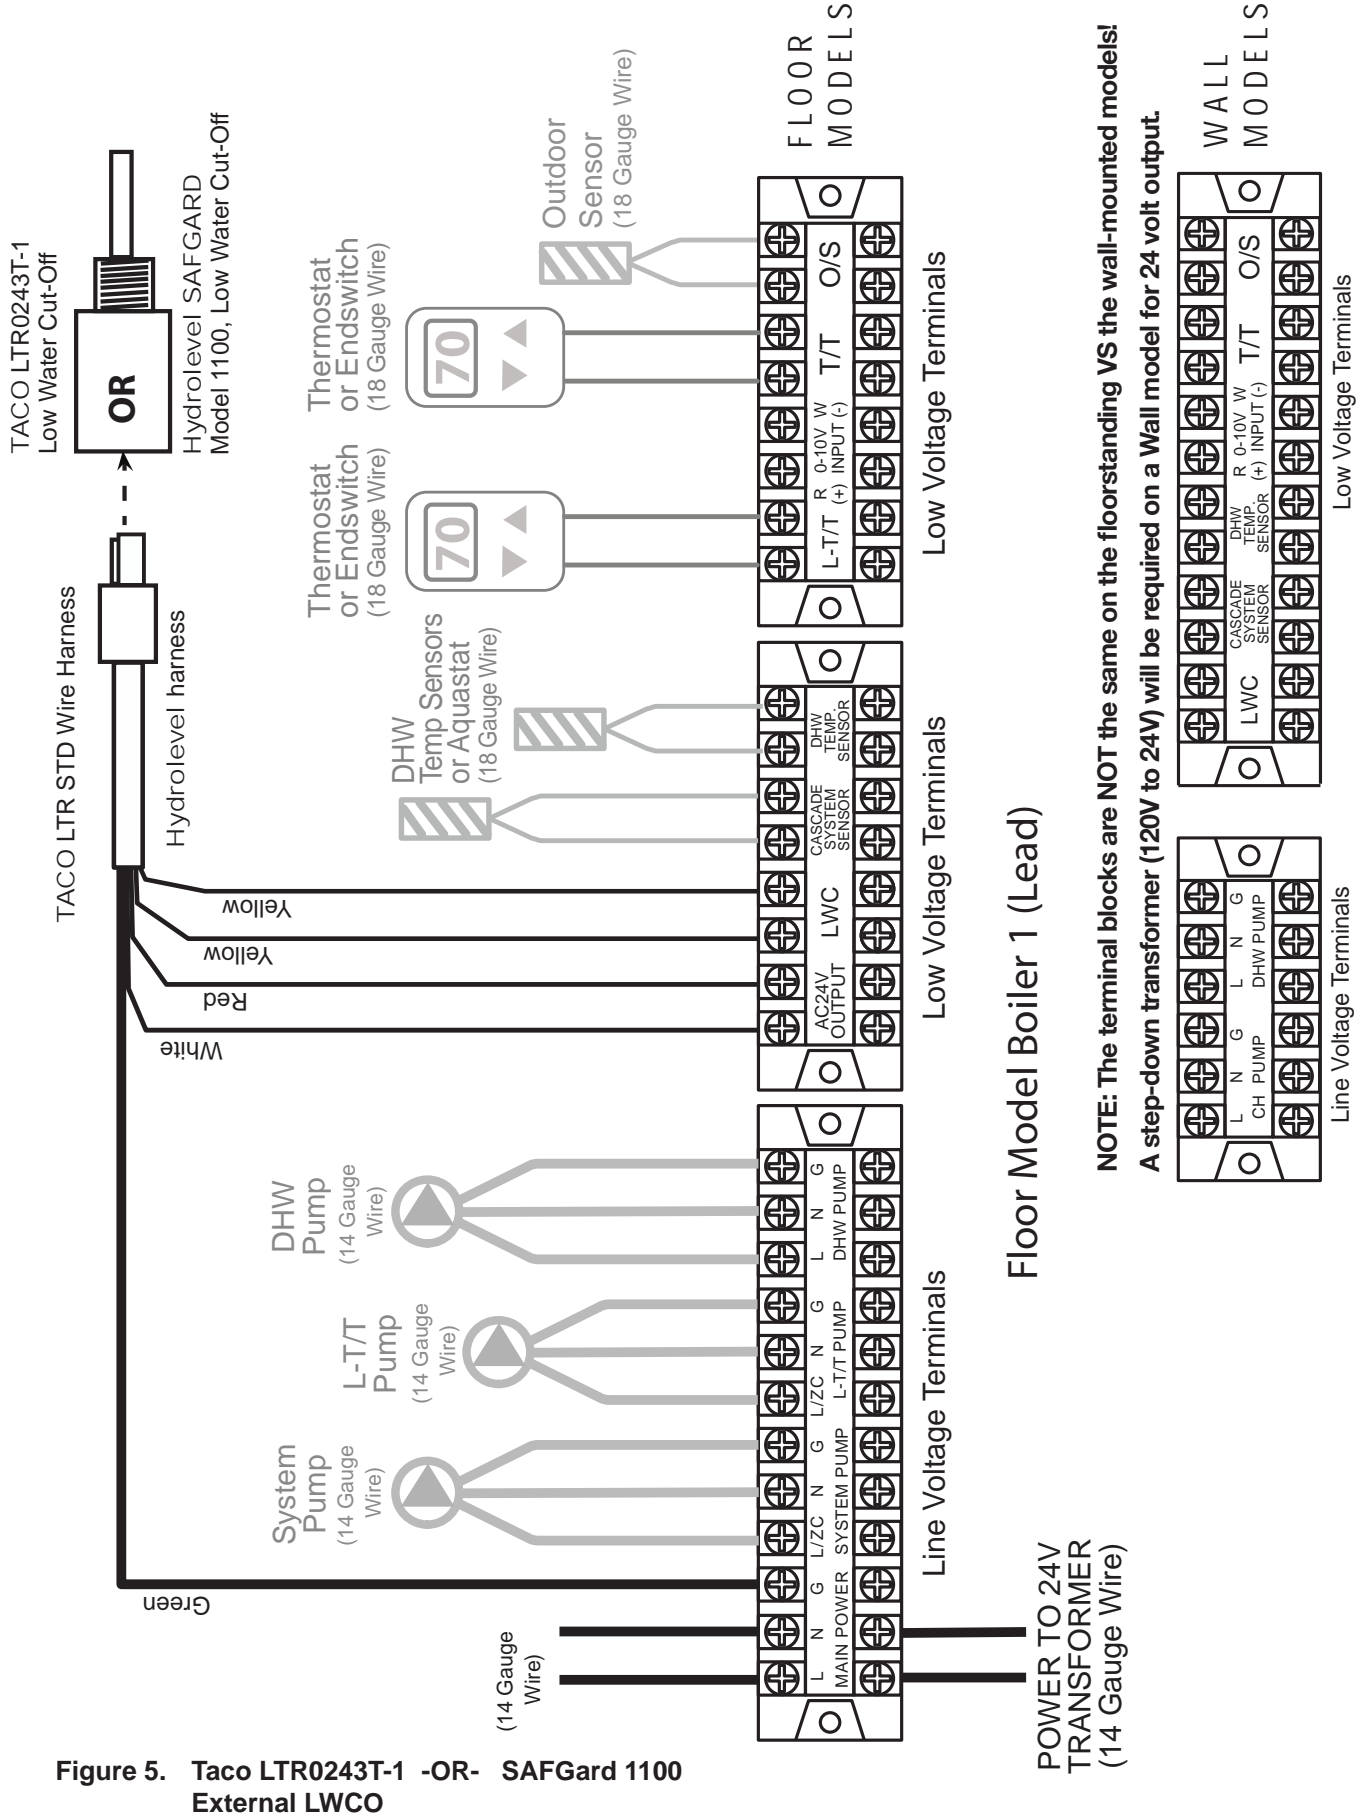 TACO LTR0243T-1
Low Water Cut-Off
OR
Hydrolevel SAFGARD
Model 1100, Low Water Cut-Off
TACO LTR STD Wire Harness
Hydrolevel harness
Green
White
Red
Yellow
Yellow
(14 Gauge
Wire)
System
Pump
(14 Gauge
Wire)
L-T/T
Pump
(14 Gauge
Wire)
DHW
Pump
(14 Gauge
Wire)
DHW
Temp Sensors
or Aquastat
(18 Gauge Wire)
Thermostat
or Endswitch
(18 Gauge Wire)
70
Thermostat
or Endswitch
(18 Gauge Wire)
70
Outdoor
Sensor
(18 Gauge Wire)
L N G L/ZC N G L/ZC N G L N G
MAIN POWER SYSTEM PUMP L-T/T PUMP DHW PUMP
Line Voltage Terminals
AC24V
OUTPUT
LWC
CASCADE
SYSTEM
SENSOR
DHW
TEMP.
SENSOR
Low Voltage Terminals
L-T/T
R 0-10V W
(+) INPUT (-)
T/T
O/S
Low Voltage Terminals
FLOOR
MODELS
POWER TO 24V
TRANSFORMER
(14 Gauge Wire)
Floor Model Boiler 1 (Lead)
NOTE: The terminal blocks are NOT the same on the floorstanding VS the wall-mounted models!
A step-down transformer (120V to 24V) will be required on a Wall model for 24 volt output.
L N G L N G
CH PUMP DHW PUMP
Line Voltage Terminals
LWC
CASCADE
SYSTEM
SENSOR
DHW
TEMP.
SENSOR
R 0-10V W
(+) INPUT (-)
T/T
O/S
Low Voltage Terminals
WALL
MODELS
Figure 5. Taco LTR0243T-1 -OR- SAFGard 1100
External LWCO